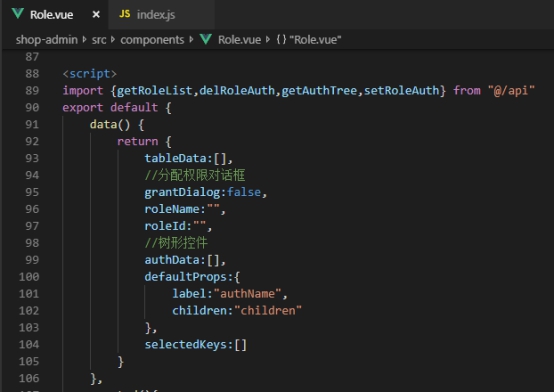 Role.vue ×
JS index.js
shop-admin > src > components > Role.vue > {} "Role.vue"
87
88 <script>
89 import {getRoleList,delRoleAuth,getAuthTree,setRoleAuth} from "@/api"
90 export default {
91 data() {
92 return {
93 tableData:[],
94 //分配权限对话框
95 grantDialog:false,
96 roleName:"",
97 roleId:"",
98 //树形控件
99 authData:[],
100 defaultProps:{
101 label:"authName",
102 children:"children"
103 },
104 selectedKeys:[]
105 }
106 },